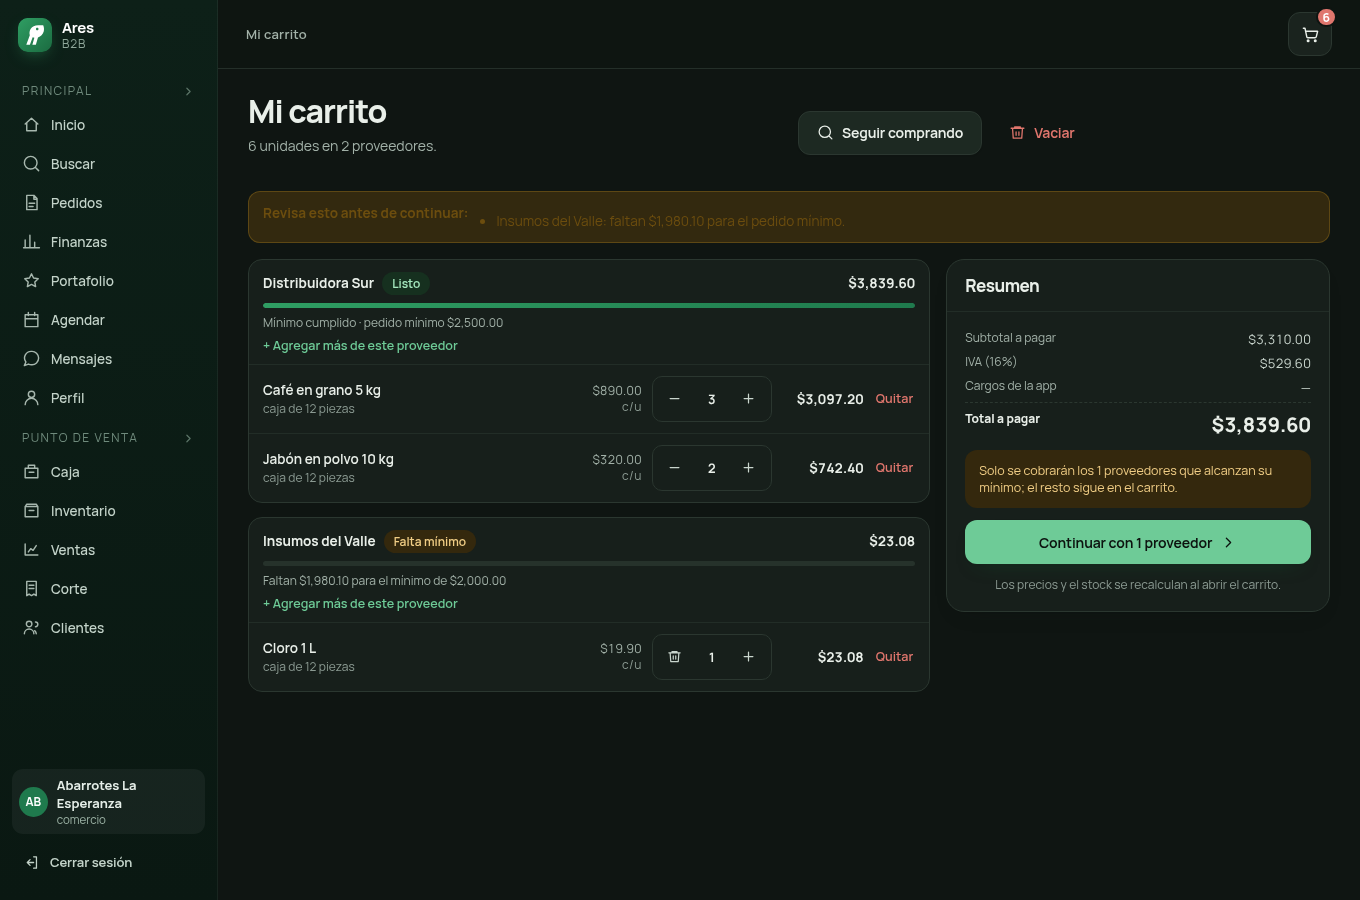 Ares
B2B
PRINCIPAL
Inicio
Buscar
Pedidos
Finanzas
Portafolio
Agendar
Mensajes
Perfil
PUNTO DE VENTA
Caja
Inventario
Ventas
Corte
Clientes
AB
Abarrotes La
Esperanza
comercio
Cerrar sesión
Mi carrito
6
Mi carrito
6 unidades en 2 proveedores.
Seguir comprando
Vaciar
Revisa esto antes de continuar:
• Insumos del Valle: faltan $1,980.10 para el pedido mínimo.
Distribuidora Sur Listo $3,839.60
Mínimo cumplido · pedido mínimo $2,500.00
+ Agregar más de este proveedor
Café en grano 5 kg
caja de 12 piezas
$890.00
c/u
− 3 +
$3,097.20
Quitar
Jabón en polvo 10 kg
caja de 12 piezas
$320.00
c/u
− 2 +
$742.40
Quitar
Insumos del Valle Falta mínimo $23.08
Faltan $1,980.10 para el mínimo de $2,000.00
+ Agregar más de este proveedor
Cloro 1 L
caja de 12 piezas
$19.90
c/u
1 +
$23.08
Quitar
Resumen
Subtotal a pagar $3,310.00
IVA (16%) $529.60
Cargos de la app —
Total a pagar $3,839.60
Solo se cobrarán los 1 proveedores que alcanzan su
mínimo; el resto sigue en el carrito.
Continuar con 1 proveedor
Los precios y el stock se recalculan al abrir el carrito.